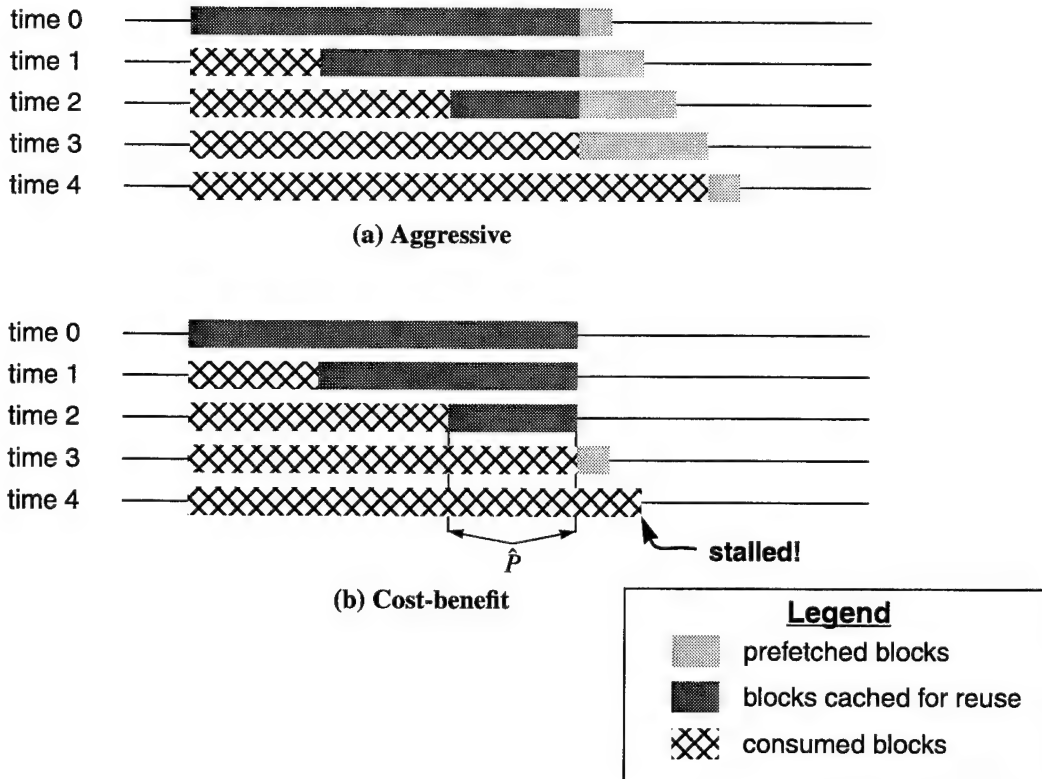 time 0
time 1
time 2
time 3
time 4
(a) Aggressive
time 0
time 1
time 2
time 3
time 4
P̂
stalled!
(b) Cost-benefit
Legend
prefetched blocks
blocks cached for reuse
consumed blocks